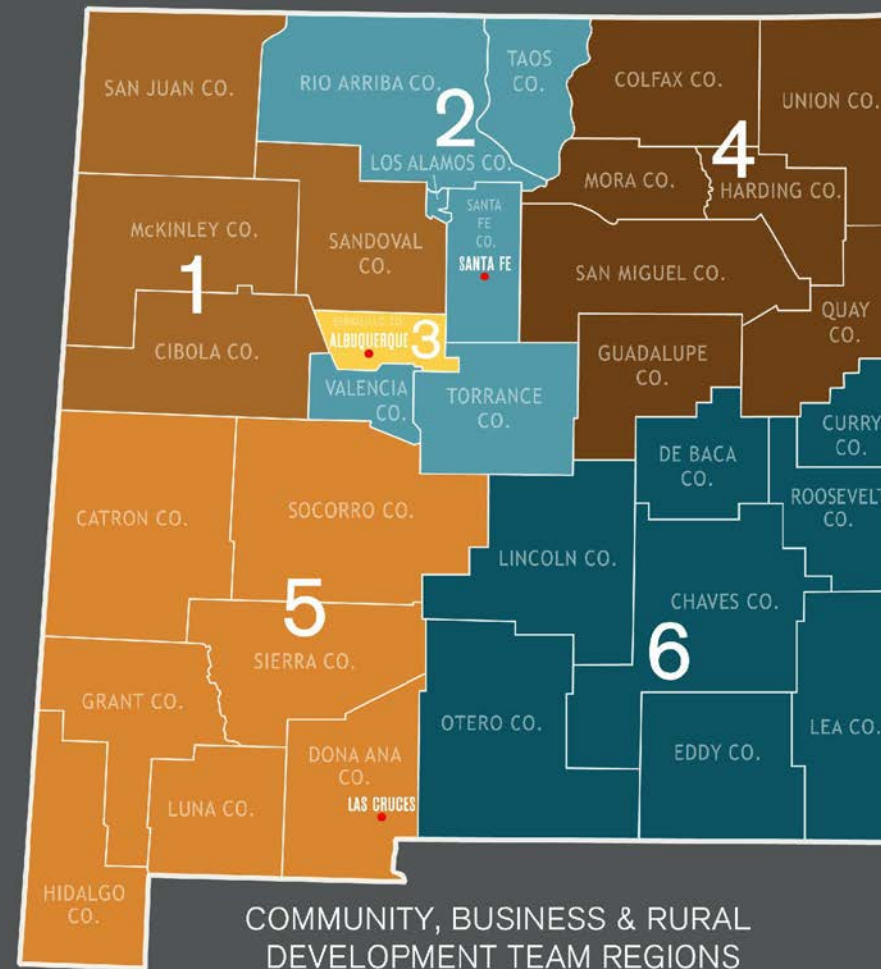 SAN JUAN CO.
RIO ARRIBA CO.
TAOS
CO.
COLFAX CO.
UNION CO.
2
4
LOS ALAMOS CO.
MORA CO.
HARDING CO.
McKINLEY CO.
SANDOVAL
CO.
SANTA
FE
CO.
SANTA FE
SAN MIGUEL CO.
1
QUAY
CO.
BERNALILLO CO.
ALBUQUERQUE
3
CIBOLA CO.
GUADALUPE
CO.
VALENCIA
CO.
TORRANCE
CO.
CURRY
CO.
DE BACA
CO.
ROOSEVELT
CO.
CATRON CO.
SOCORRO CO.
LINCOLN CO.
5
CHAVES CO.
6
SIERRA CO.
GRANT CO.
OTERO CO.
LEA CO.
DONA ANA
CO.
EDDY CO.
LAS CRUCES
LUNA CO.
HIDALGO
CO.
COMMUNITY, BUSINESS & RURAL
DEVELOPMENT TEAM REGIONS